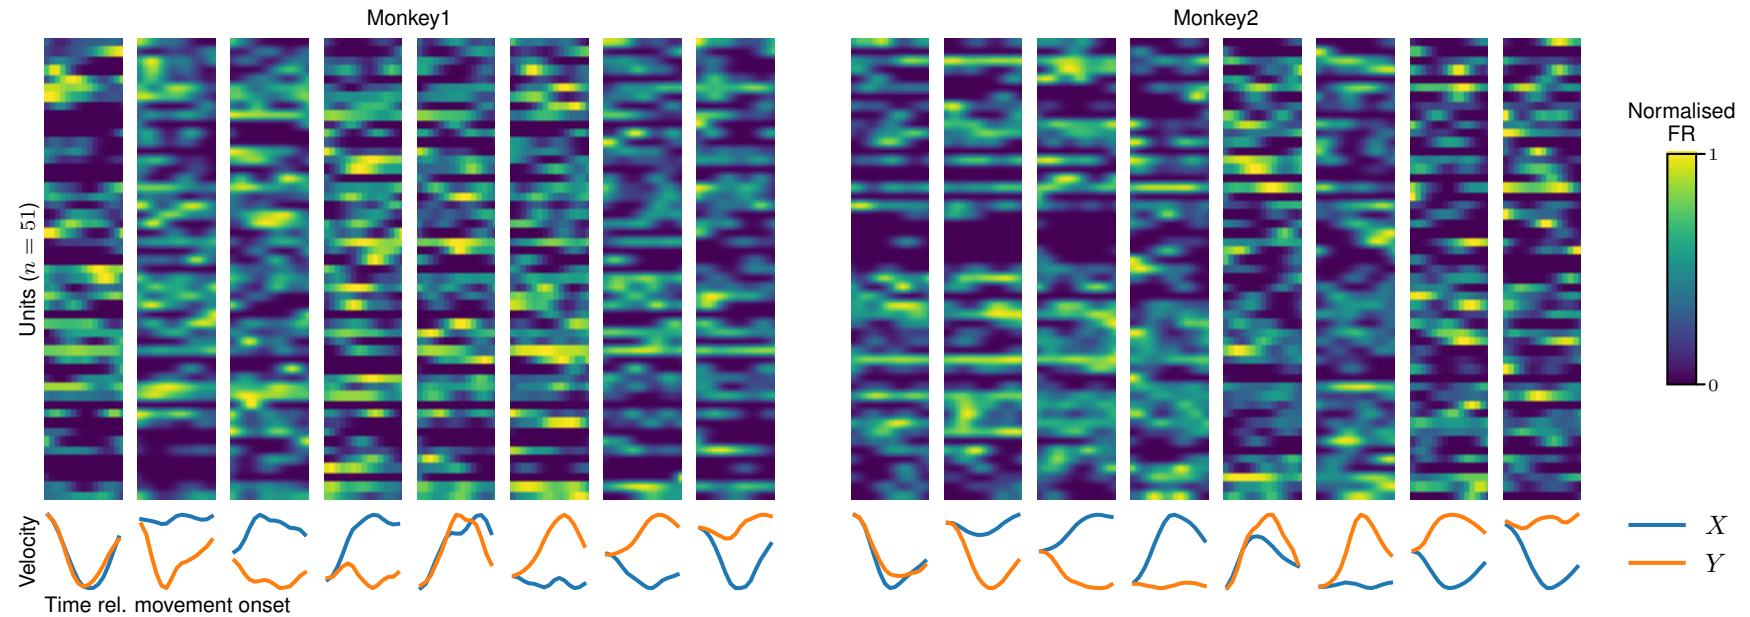 Monkey1
Monkey2
Units (n = 51)
Normalised
FR
1
0
Velocity
X
Y
Time rel. movement onset